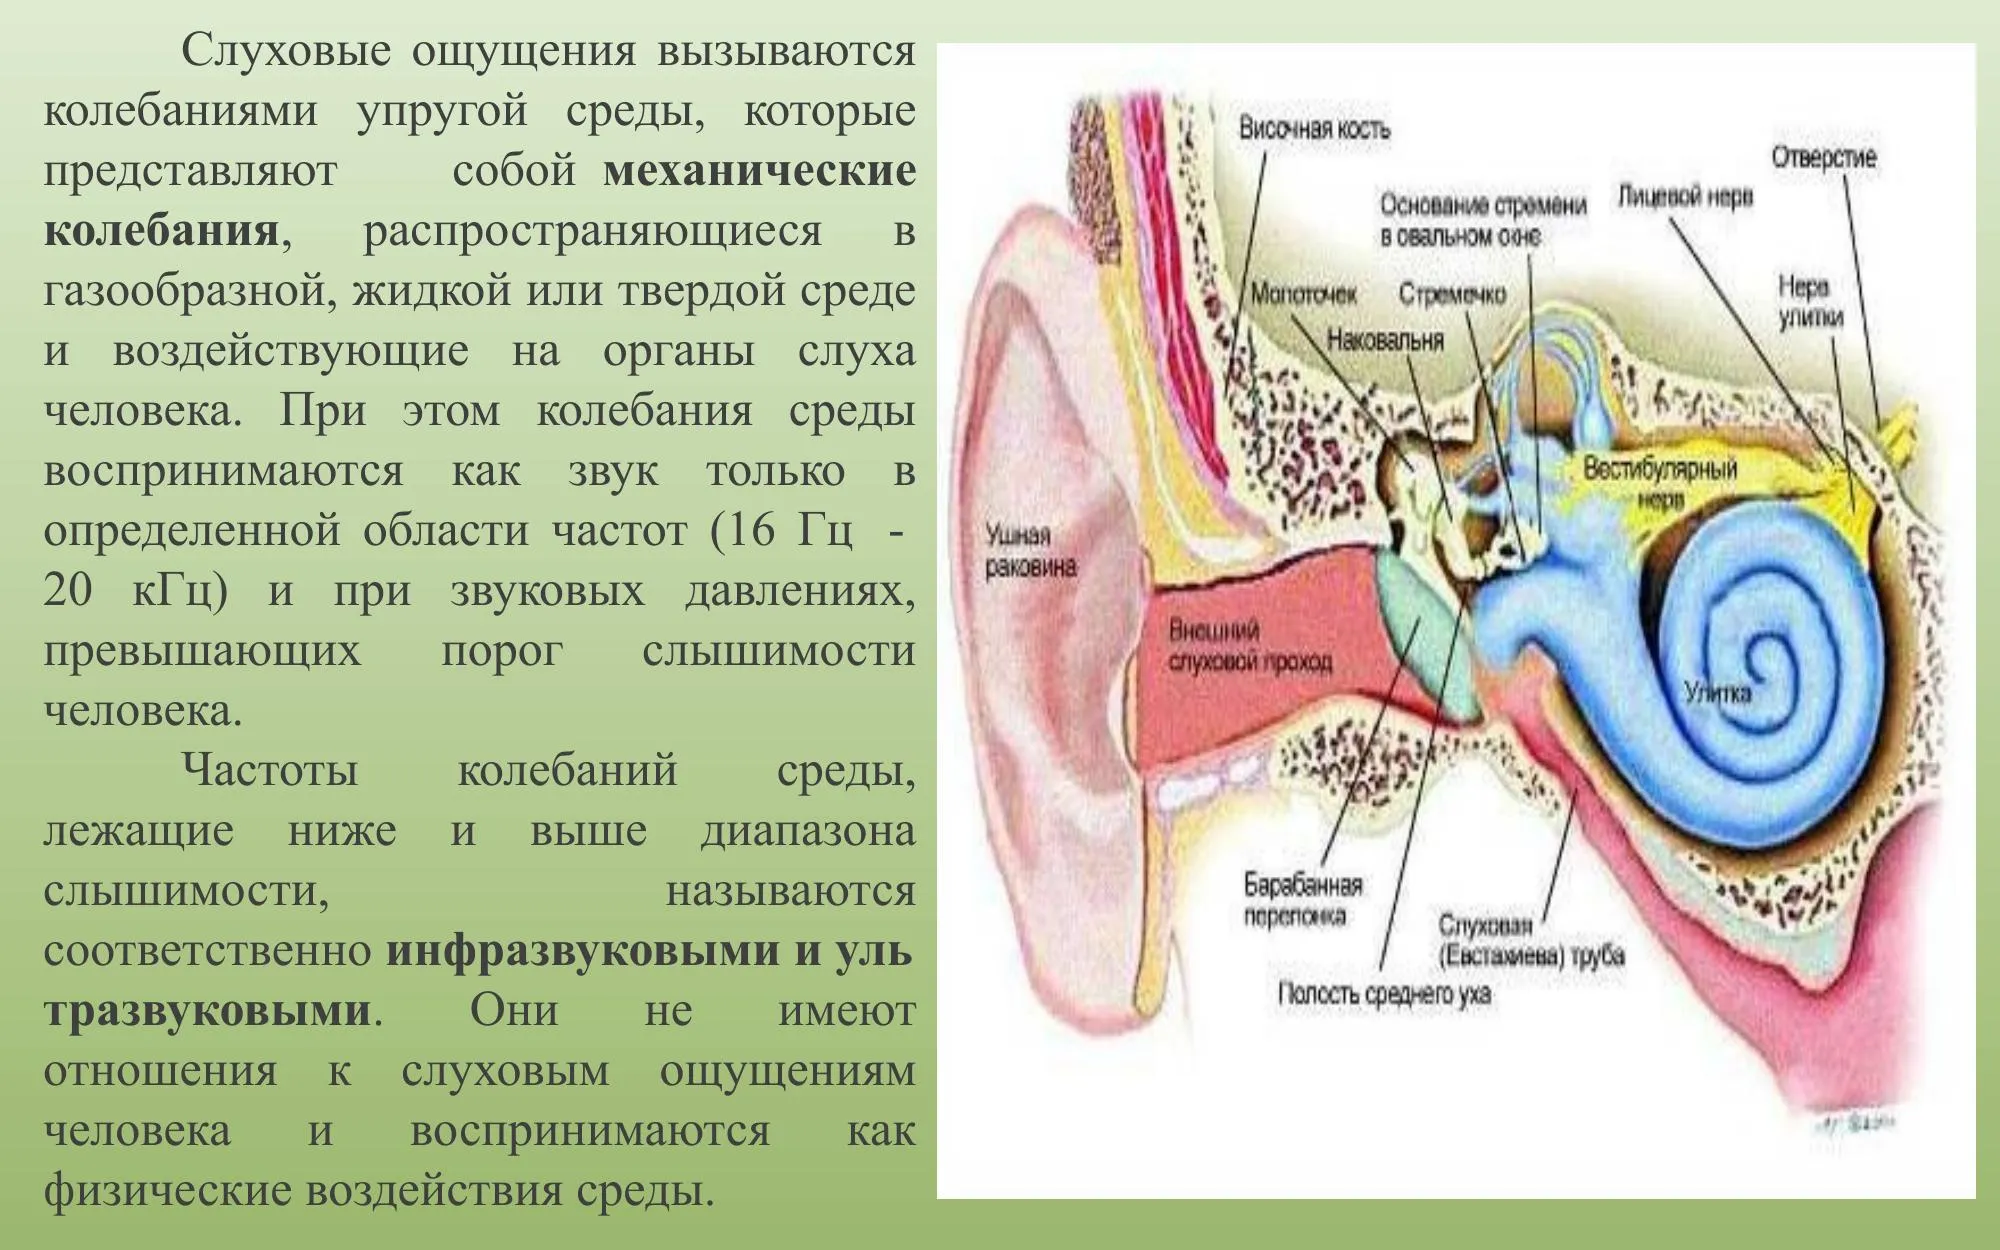 Слуховые ощущения вызываются
колебаниями упругой среды, которые
представляют собой механические
колебания, распространяющиеся в
газообразной, жидкой или твердой среде
и воздействующие на органы слуха
человека. При этом колебания среды
воспринимаются как звук только в
определенной области частот (16 Гц -
20 кГц) и при звуковых давлениях,
превышающих порог слышимости
человека.
Частоты колебаний среды,
лежащие ниже и выше диапазона
слышимости, называются
соответственно инфразвуковыми и уль
тразвуковыми. Они не имеют
отношения к слуховым ощущениям
человека и воспринимаются как
физические воздействия среды.
Височная кость
Отверстие
Основание стремени
в овальном окне
Лицевой нерв
Молоточек
Стремечко
Нерв
улитки
Наковальня
Вестибулярный
нерв
Ушная
раковина
Внешний
слуховой проход
Улитка
Барабанная
перепонка
Слуховая
(Евстахиева) труба
Полость среднего уха